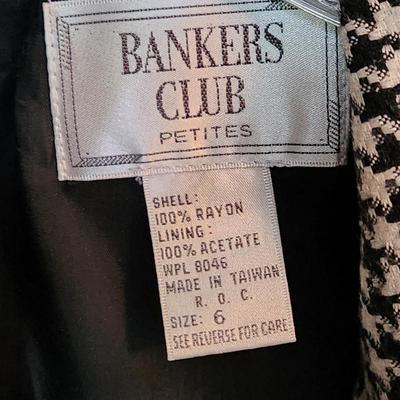 BANKERS
CLUB
PETITES
SHELL:
100% RAYON
LINING:
100% ACETATE
WPL 8046
MADE IN TAIWAN
R. O. C.
SIZE: 6
SEE REVERSE FOR CARE